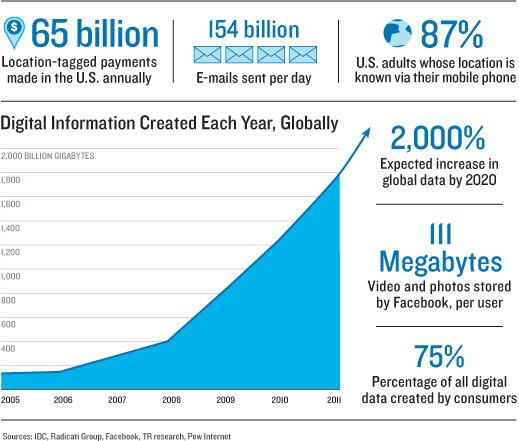 $
65 billion
Location-tagged payments
made in the U.S. annually
154 billion
E-mails sent per day
87%
U.S. adults whose location is
known via their mobile phone
Digital Information Created Each Year, Globally
2,000 BILLION GIGABYTES
1,800
1,600
1,400
1,200
1,000
800
600
400
2005
2006
2007
2008
2009
2010
2011
2,000%
Expected increase in
global data by 2020
111
Megabytes
Video and photos stored
by Facebook, per user
75%
Percentage of all digital
data created by consumers
Sources: IDC, Radicati Group, Facebook, TR research, Pew Internet